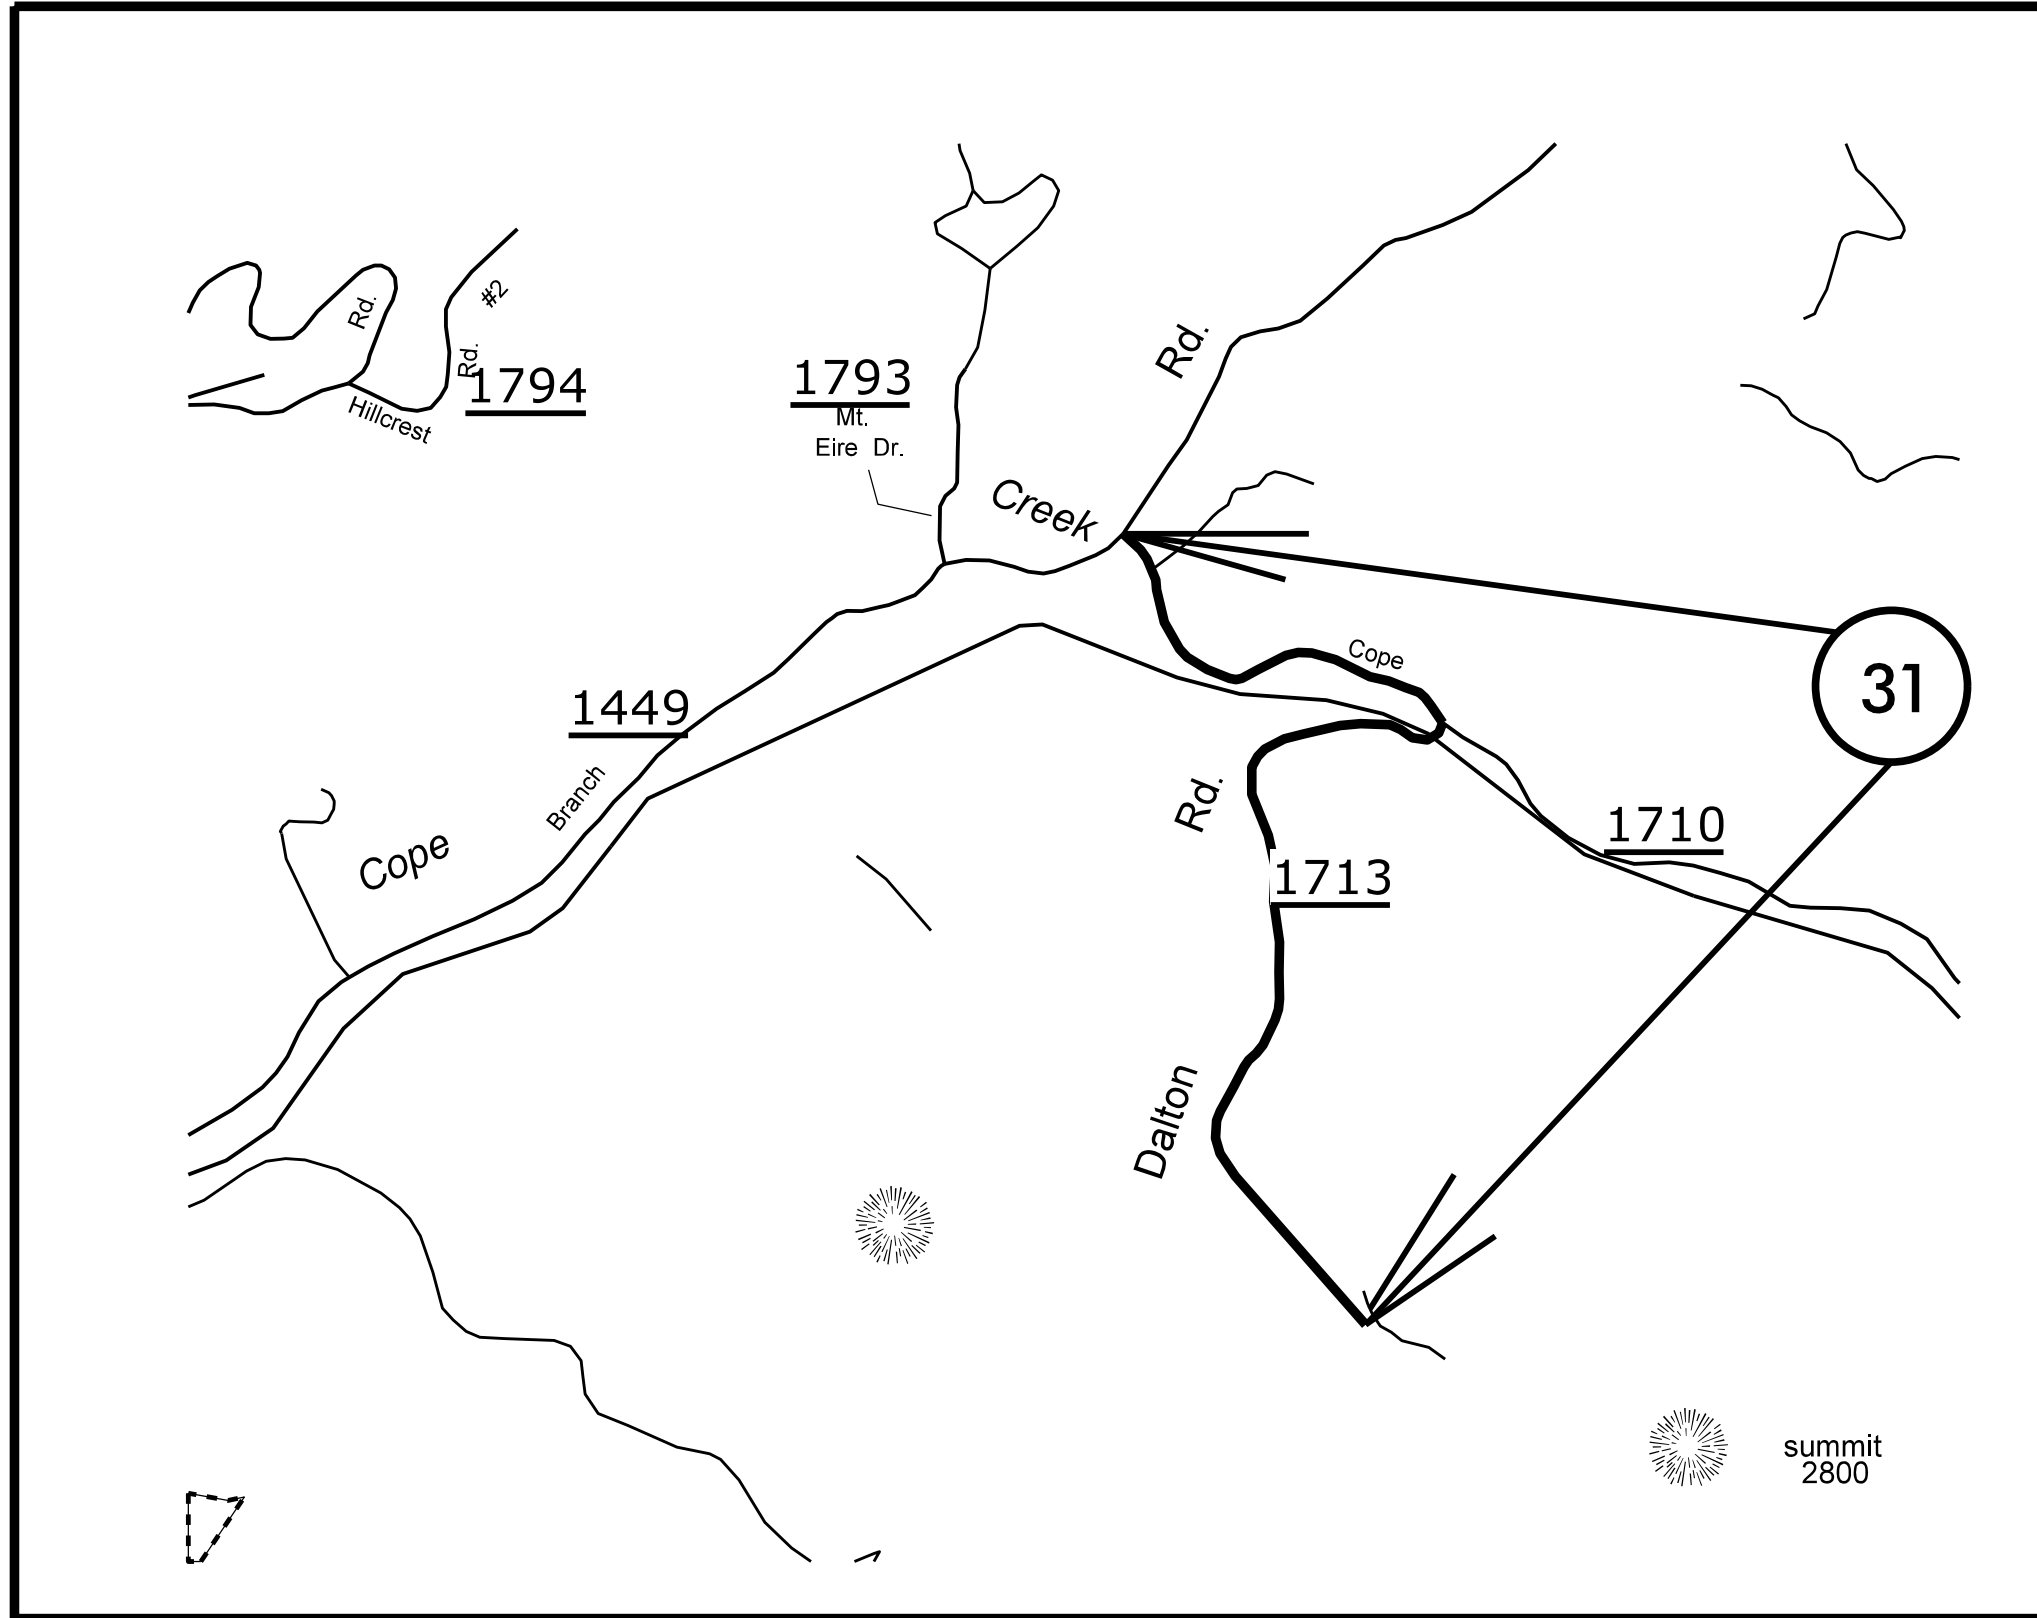 #2
Rd.
Rd.
Rd.
1794
1793
Hillcrest
Mt.
Eire Dr.
Creek
Cope
31
1449
Branch
Rd.
1710
Cope
1713
Dalton
summit
2800